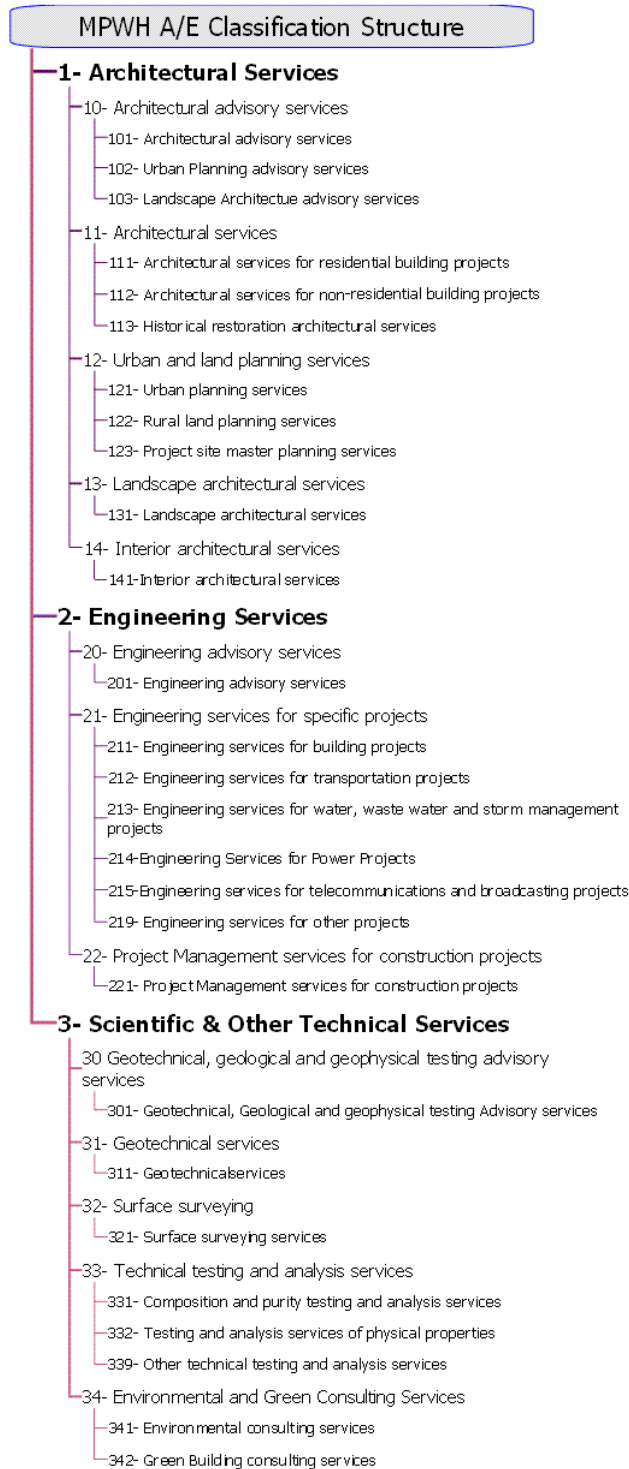 MPWH A/E Classification Structure
1- Architectural Services
10- Architectural advisory services
101- Architectural advisory services
102- Urban Planning advisory services
103- Landscape Architectue advisory services
11- Architectural services
111- Architectural services for residential building projects
112- Architectural services for non-residential building projects
113- Historical restoration architectural services
12- Urban and land planning services
121- Urban planning services
122- Rural land planning services
123- Project site master planning services
13- Landscape architectural services
131- Landscape architectural services
14- Interior architectural services
141-Interior architectural services
2- Engineering Services
20- Engineering advisory services
201- Engineering advisory services
21- Engineering services for specific projects
211- Engineering services for building projects
212- Engineering services for transportation projects
213- Engineering services for water, waste water and storm management
projects
214-Engineering Services for Power Projects
215-Engineering services for telecommunications and broadcasting projects
219- Engineering services for other projects
22- Project Management services for construction projects
221- Project Management services for construction projects
3- Scientific & Other Technical Services
30 Geotechnical, geological and geophysical testing advisory
services
301- Geotechnical, Geological and geophysical testing Advisory services
31- Geotechnical services
311- Geotechnicalservices
32- Surface surveying
321- Surface surveying services
33- Technical testing and analysis services
331- Composition and purity testing and analysis services
332- Testing and analysis services of physical properties
339- Other technical testing and analysis services
34- Environmental and Green Consulting Services
341- Environmental consulting services
342- Green Building consulting services